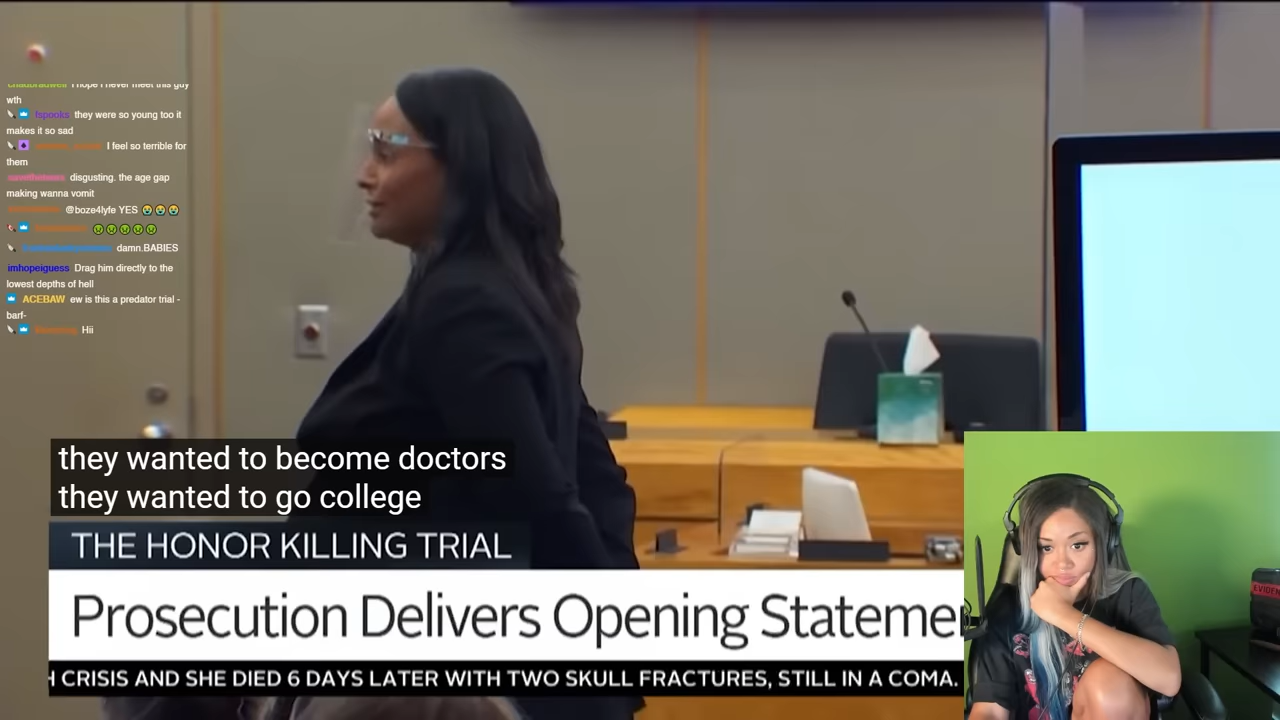 I hope I never meet this guy
wth
fspooks they were so young too it
makes it so sad
I feel so terrible for
them
disgusting. the age gap
making wanna vomit
@boze4lyfe YES 😭😭😭
🤢🤢🤢🤢🤢
damn.BABIES
imhopeiguess Drag him directly to the
lowest depths of hell
ACEBAW ew is this a predator trial -
barf-
Hii
they wanted to become doctors
they wanted to go college
THE HONOR KILLING TRIAL
Prosecution Delivers Opening Stateme
CRISIS AND SHE DIED 6 DAYS LATER WITH TWO SKULL FRACTURES, STILL IN A COMA.